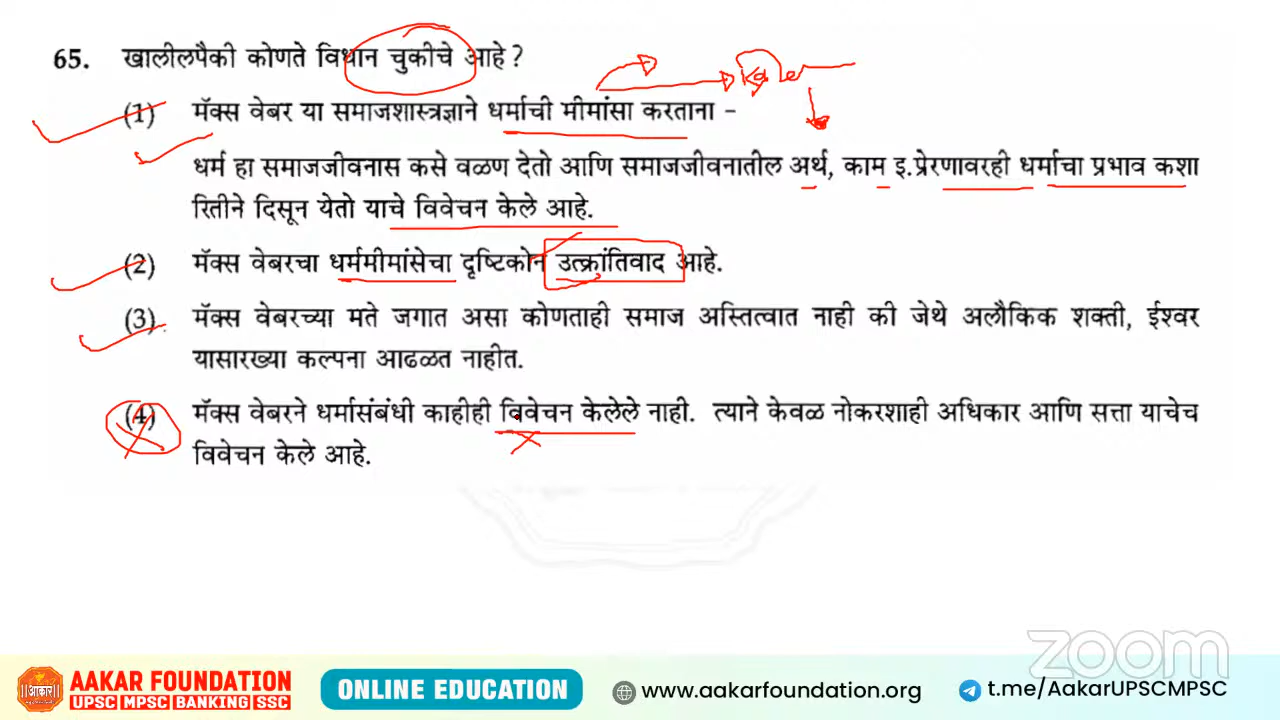 65. खालीलपैकी कोणते विधान चुकीचे आहे ?
(1) मॅक्स वेबर या समाजशास्त्रज्ञाने धर्माची मीमांसा करताना –
धर्म हा समाजजीवनास कसे वळण देतो आणि समाजजीवनातील अर्थ, काम इ.प्रेरणावरही धर्माचा प्रभाव कशा
रितीने दिसून येतो याचे विवेचन केले आहे.
(2) मॅक्स वेबरचा धर्ममीमांसेचा दृष्टिकोन उत्क्रांतिवाद आहे.
(3) मॅक्स वेबरच्या मते जगात असा कोणताही समाज अस्तित्वात नाही की जेथे अलौकिक शक्ती, ईश्वर
यासारख्या कल्पना आढळत नाहीत.
(4) मॅक्स वेबरने धर्मासंबंधी काहीही विवेचन केलेले नाही. त्याने केवळ नोकरशाही अधिकार आणि सत्ता याचेच
विवेचन केले आहे.
zoom
॥आकार॥ AAKAR FOUNDATION
UPSC MPSC BANKING SSC
ONLINE EDUCATION
www.aakarfoundation.org
t.me/AakarUPSCMPSC